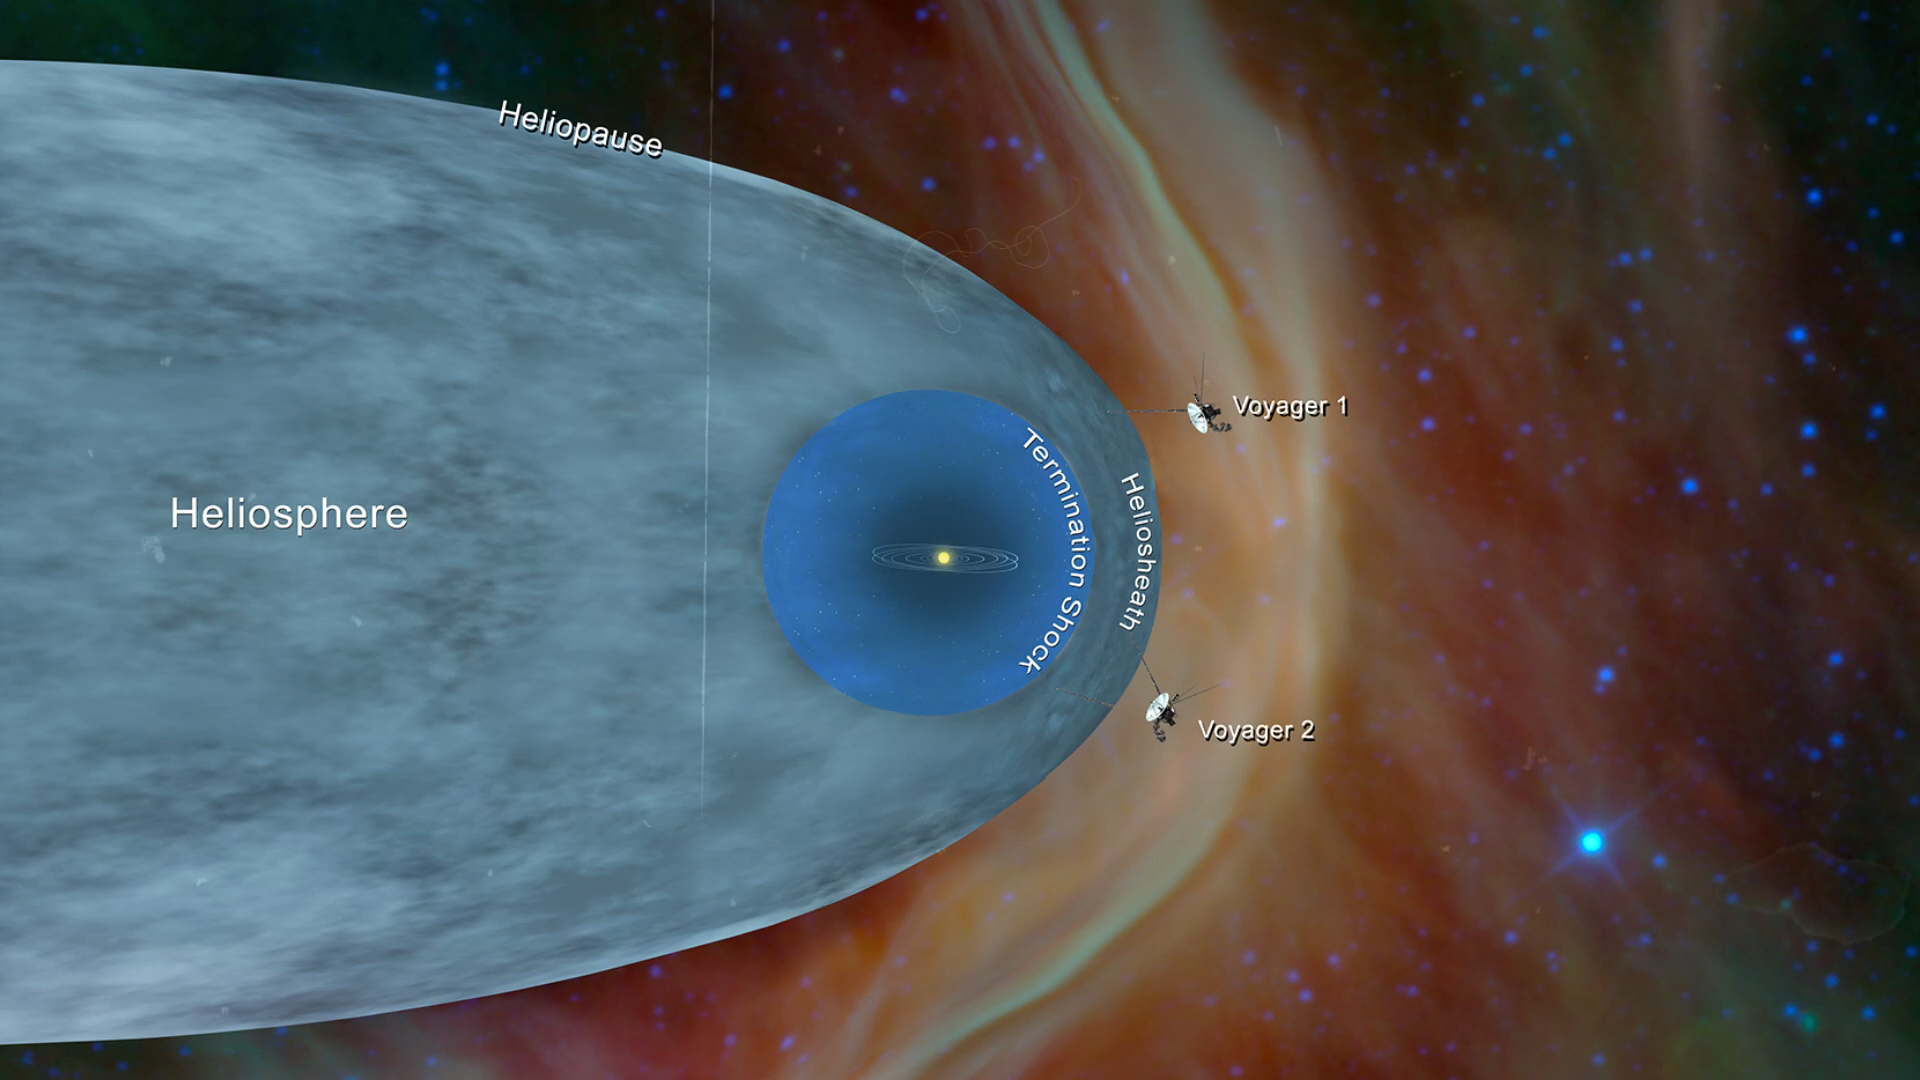 Heliopause
Voyager 1
Termination Shock
Heliosheath
Heliosphere
Voyager 2